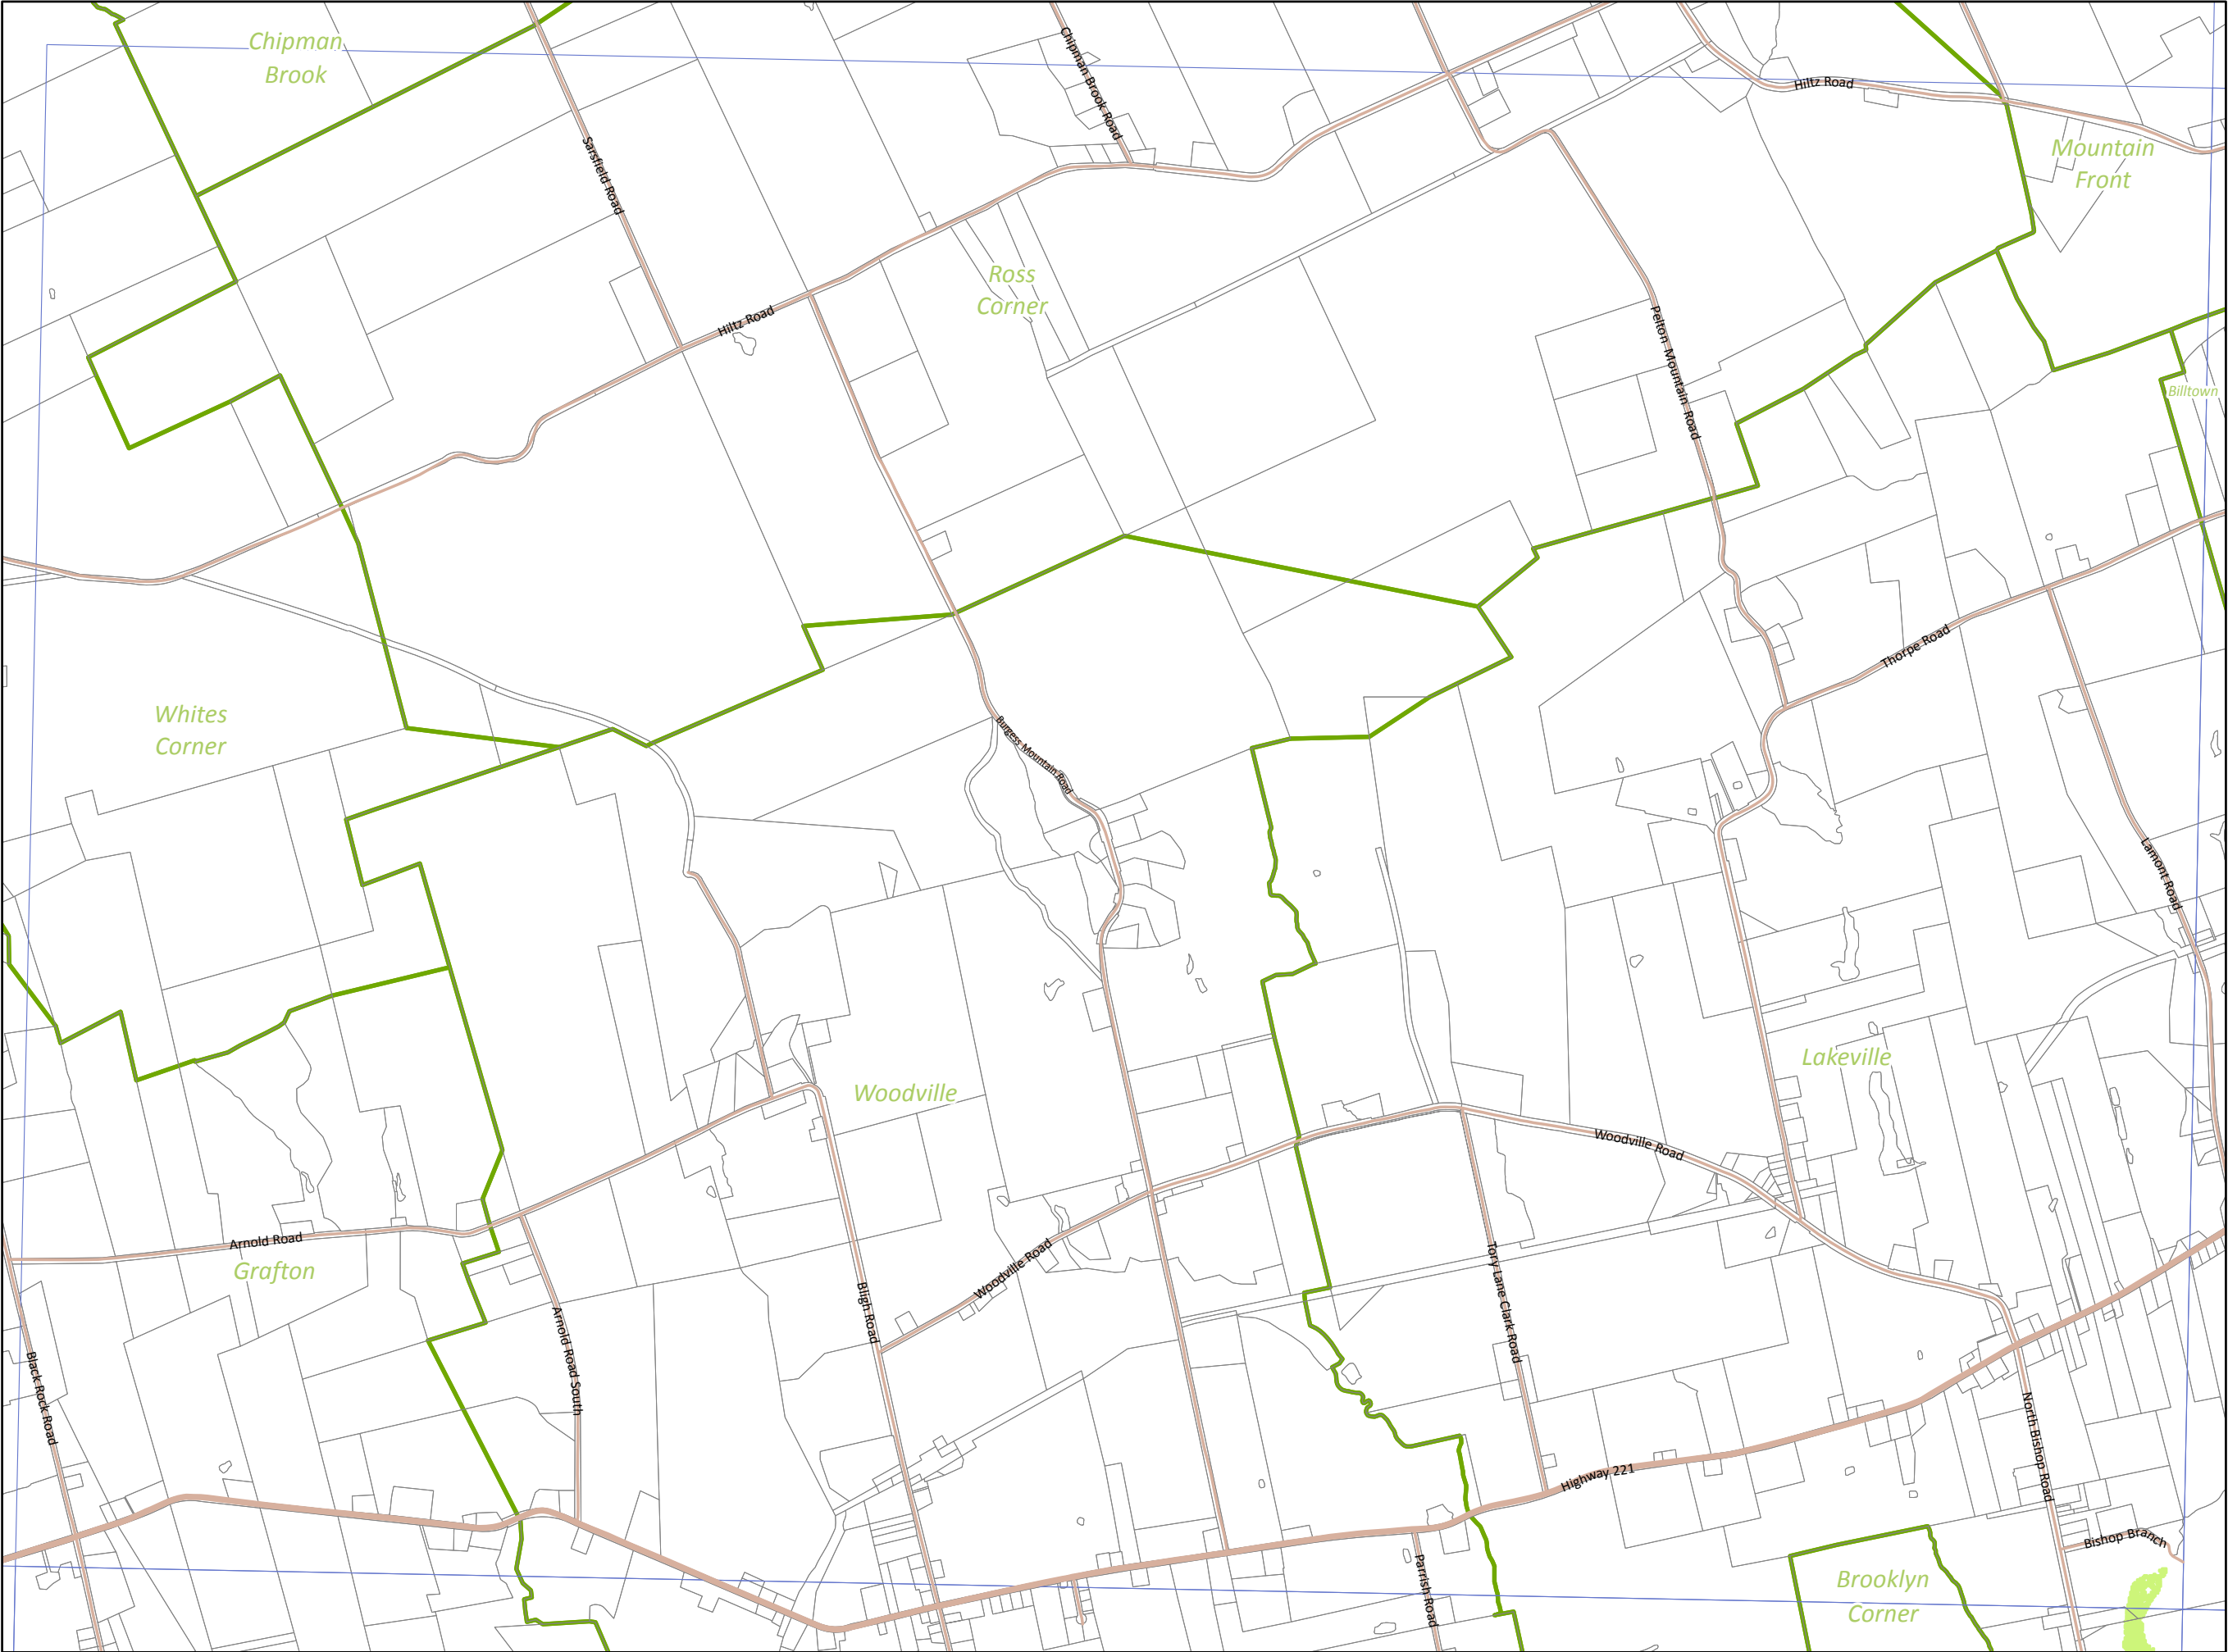 Chipman
Brook
Chipman Brook Road
Hiltz Road
Sarsfield Road
Mountain
Front
Ross
Corner
Hiltz Road
Pelton Mountain Road
Billtown
Thorpe Road
Whites
Corner
Burgess Mountain Road
Lamont Road
Lakeville
Woodville
Woodville Road
Arnold Road
Grafton
Woodville Road
Bligh Road
Tory Lane Clark Road
Arnold Road South
Black Rock Road
North Bishop Road
Highway 221
Bishop Branch
Parrish Road
Brooklyn
Corner